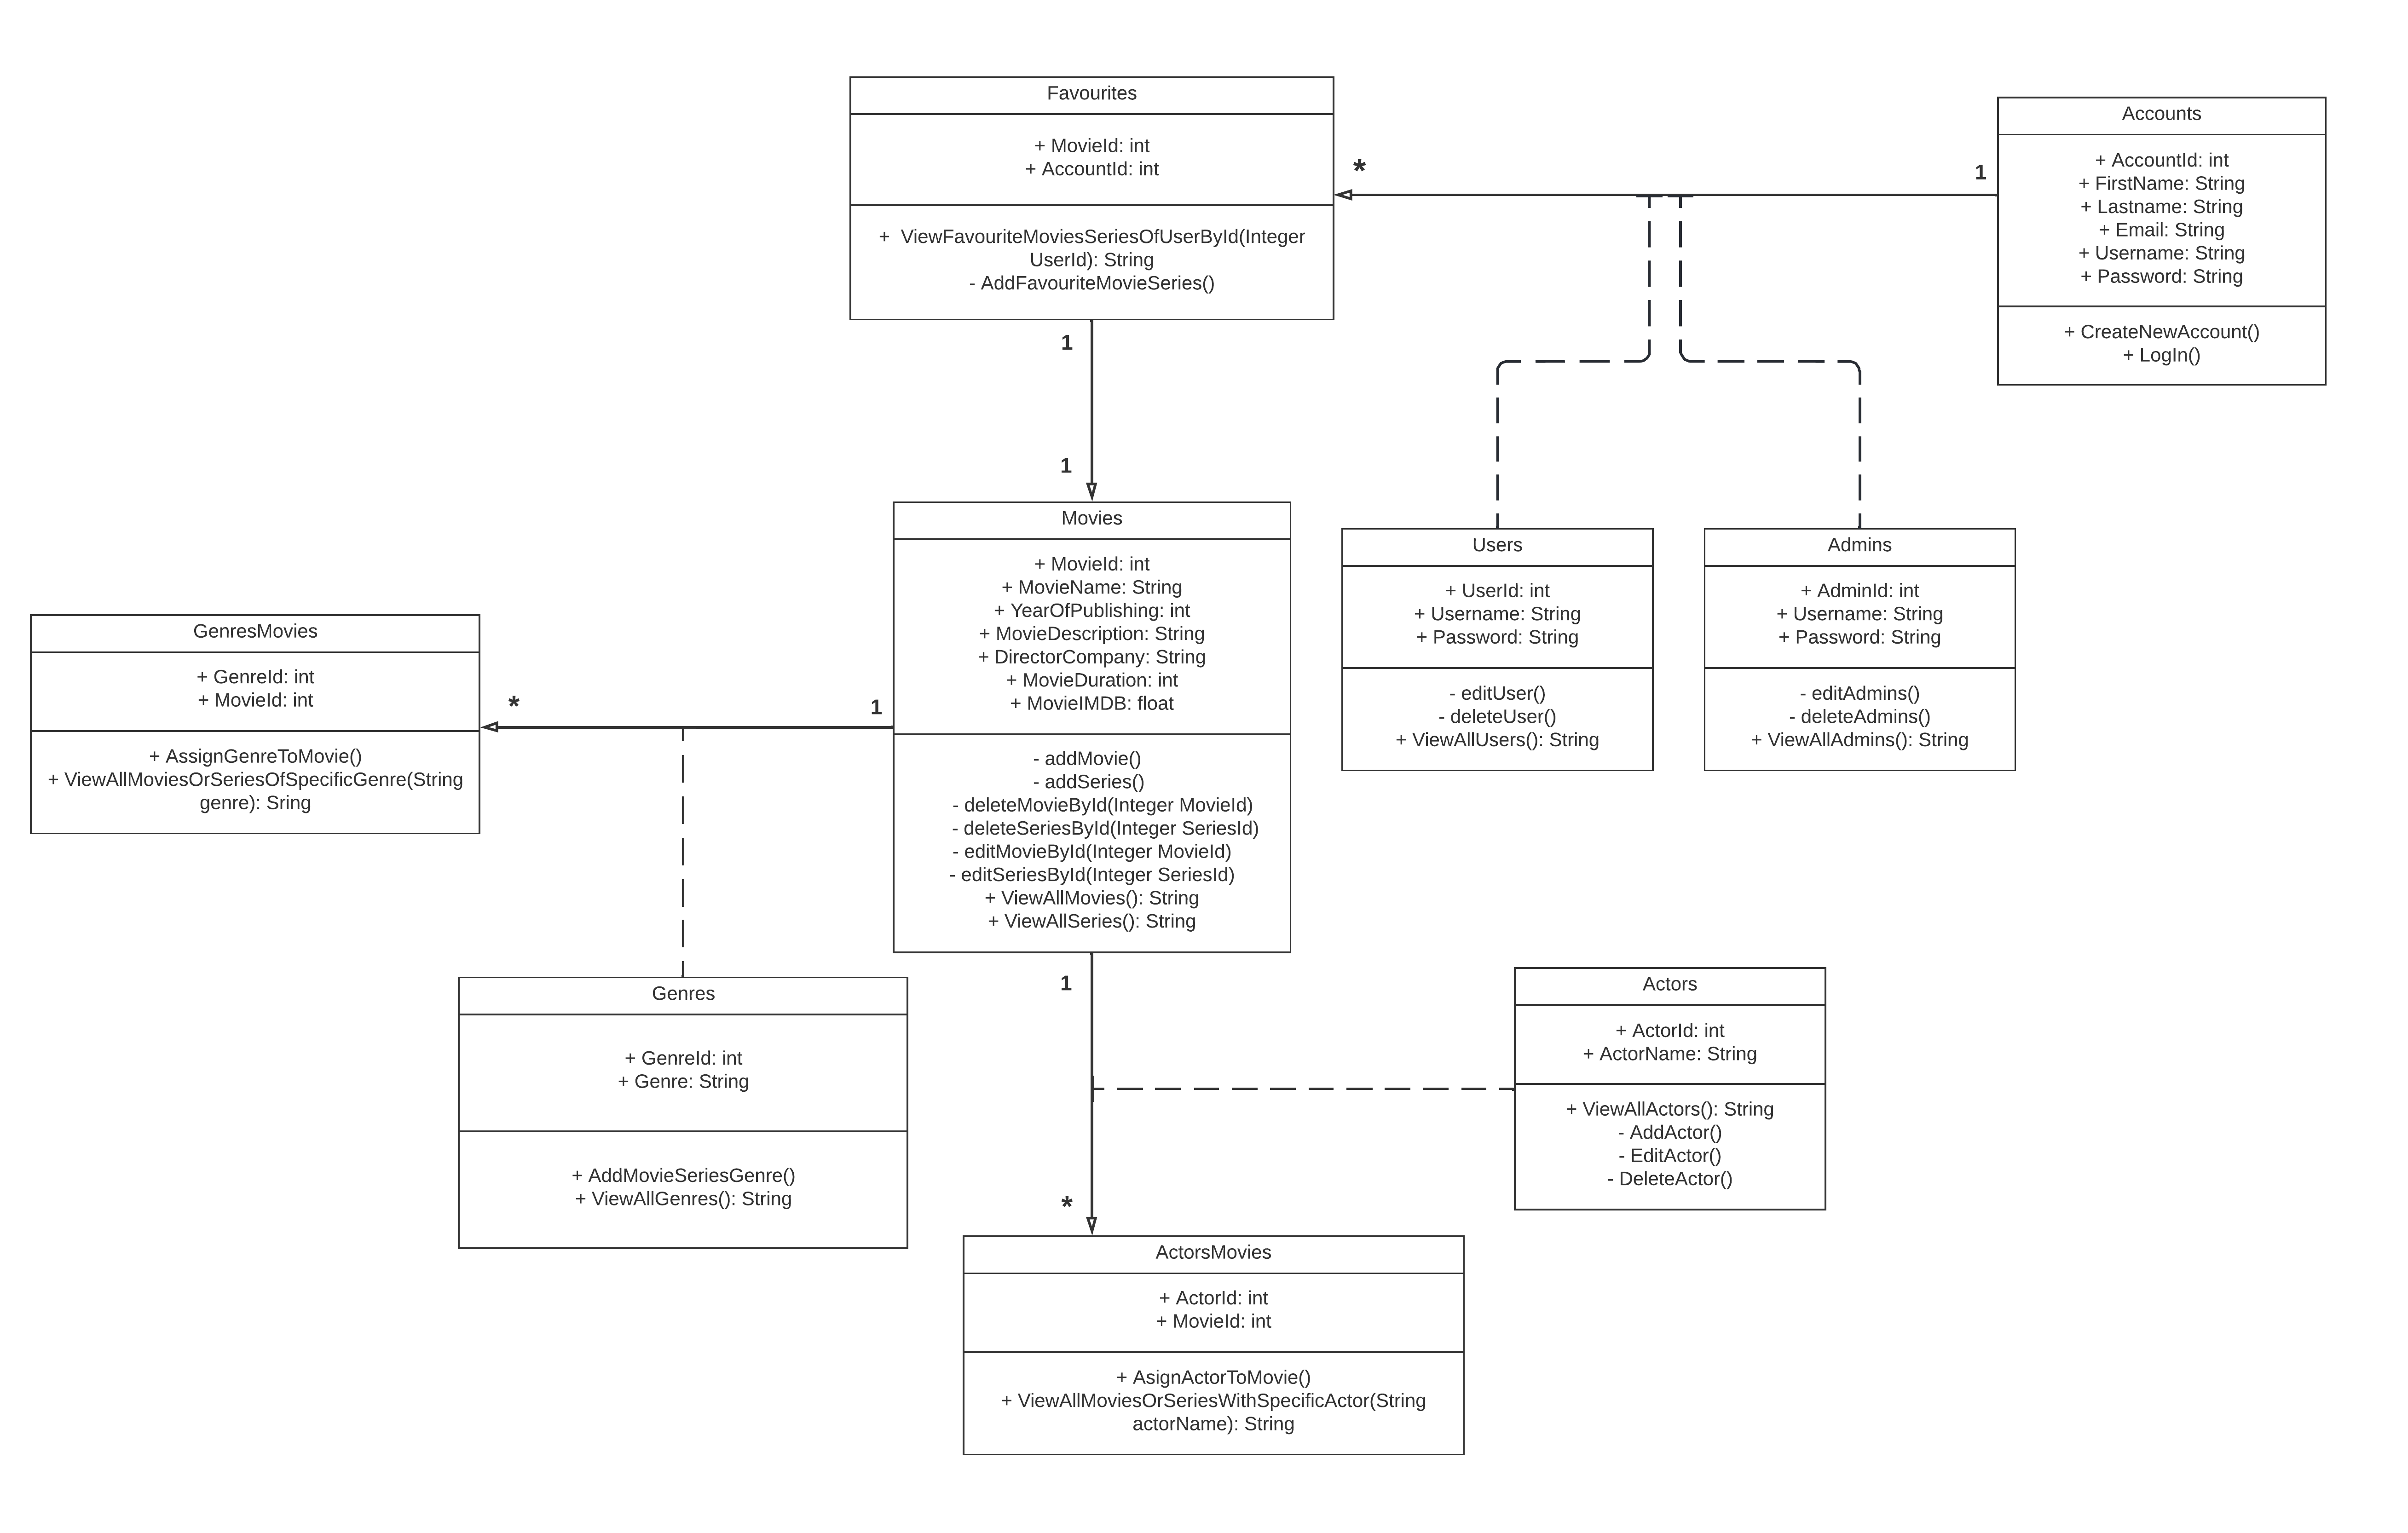 Favourites
+ MovieId: int
+ AccountId: int
+  ViewFavouriteMoviesSeriesOfUserById(Integer
UserId): String
- AddFavouriteMovieSeries()
*
1
Accounts
+ AccountId: int
+ FirstName: String
+ Lastname: String
+ Email: String
+ Username: String
+ Password: String
+ CreateNewAccount()
+ LogIn()
1
1
Movies
+ MovieId: int
+ MovieName: String
+ YearOfPublishing: int
+ MovieDescription: String
+ DirectorCompany: String
+ MovieDuration: int
+ MovieIMDB: float
- addMovie()
- addSeries()
- deleteMovieById(Integer MovieId)
- deleteSeriesById(Integer SeriesId)
- editMovieById(Integer MovieId)
- editSeriesById(Integer SeriesId)
+ ViewAllMovies(): String
+ ViewAllSeries(): String
Users
+ UserId: int
+ Username: String
+ Password: String
- editUser()
- deleteUser()
+ ViewAllUsers(): String
Admins
+ AdminId: int
+ Username: String
+ Password: String
- editAdmins()
- deleteAdmins()
+ ViewAllAdmins(): String
GenresMovies
+ GenreId: int
+ MovieId: int
+ AssignGenreToMovie()
+ ViewAllMoviesOrSeriesOfSpecificGenre(String
genre): Sring
*
1
Genres
+ GenreId: int
+ Genre: String
+ AddMovieSeriesGenre()
+ ViewAllGenres(): String
1
*
Actors
+ ActorId: int
+ ActorName: String
+ ViewAllActors(): String
- AddActor()
- EditActor()
- DeleteActor()
ActorsMovies
+ ActorId: int
+ MovieId: int
+ AsignActorToMovie()
+ ViewAllMoviesOrSeriesWithSpecificActor(String
actorName): String